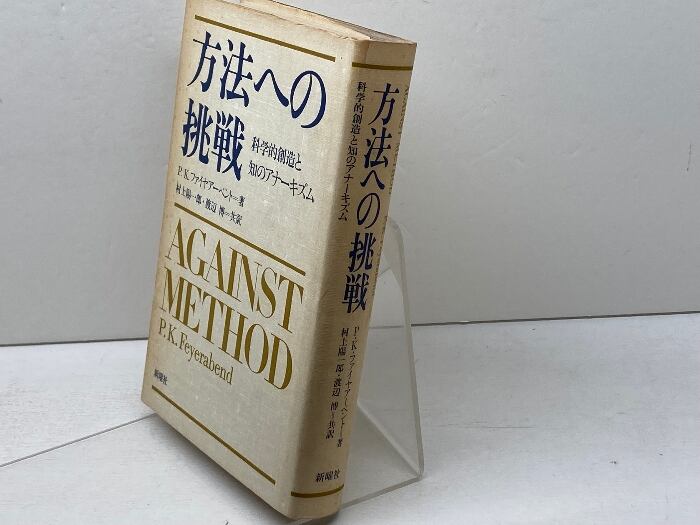 方法への
挑戦
科学的創造と
知のアナーキズム
P.K.ファイヤアーベント=著
村上陽一郎・渡辺 博=共訳
AGAINST
METHOD
P.K.Feyerabend
新曜社
方法への挑戦
科学的創造と知のアナーキズム
P・K・ファイヤアーベント=著
村上陽一郎・渡辺 博=共訳
新曜社